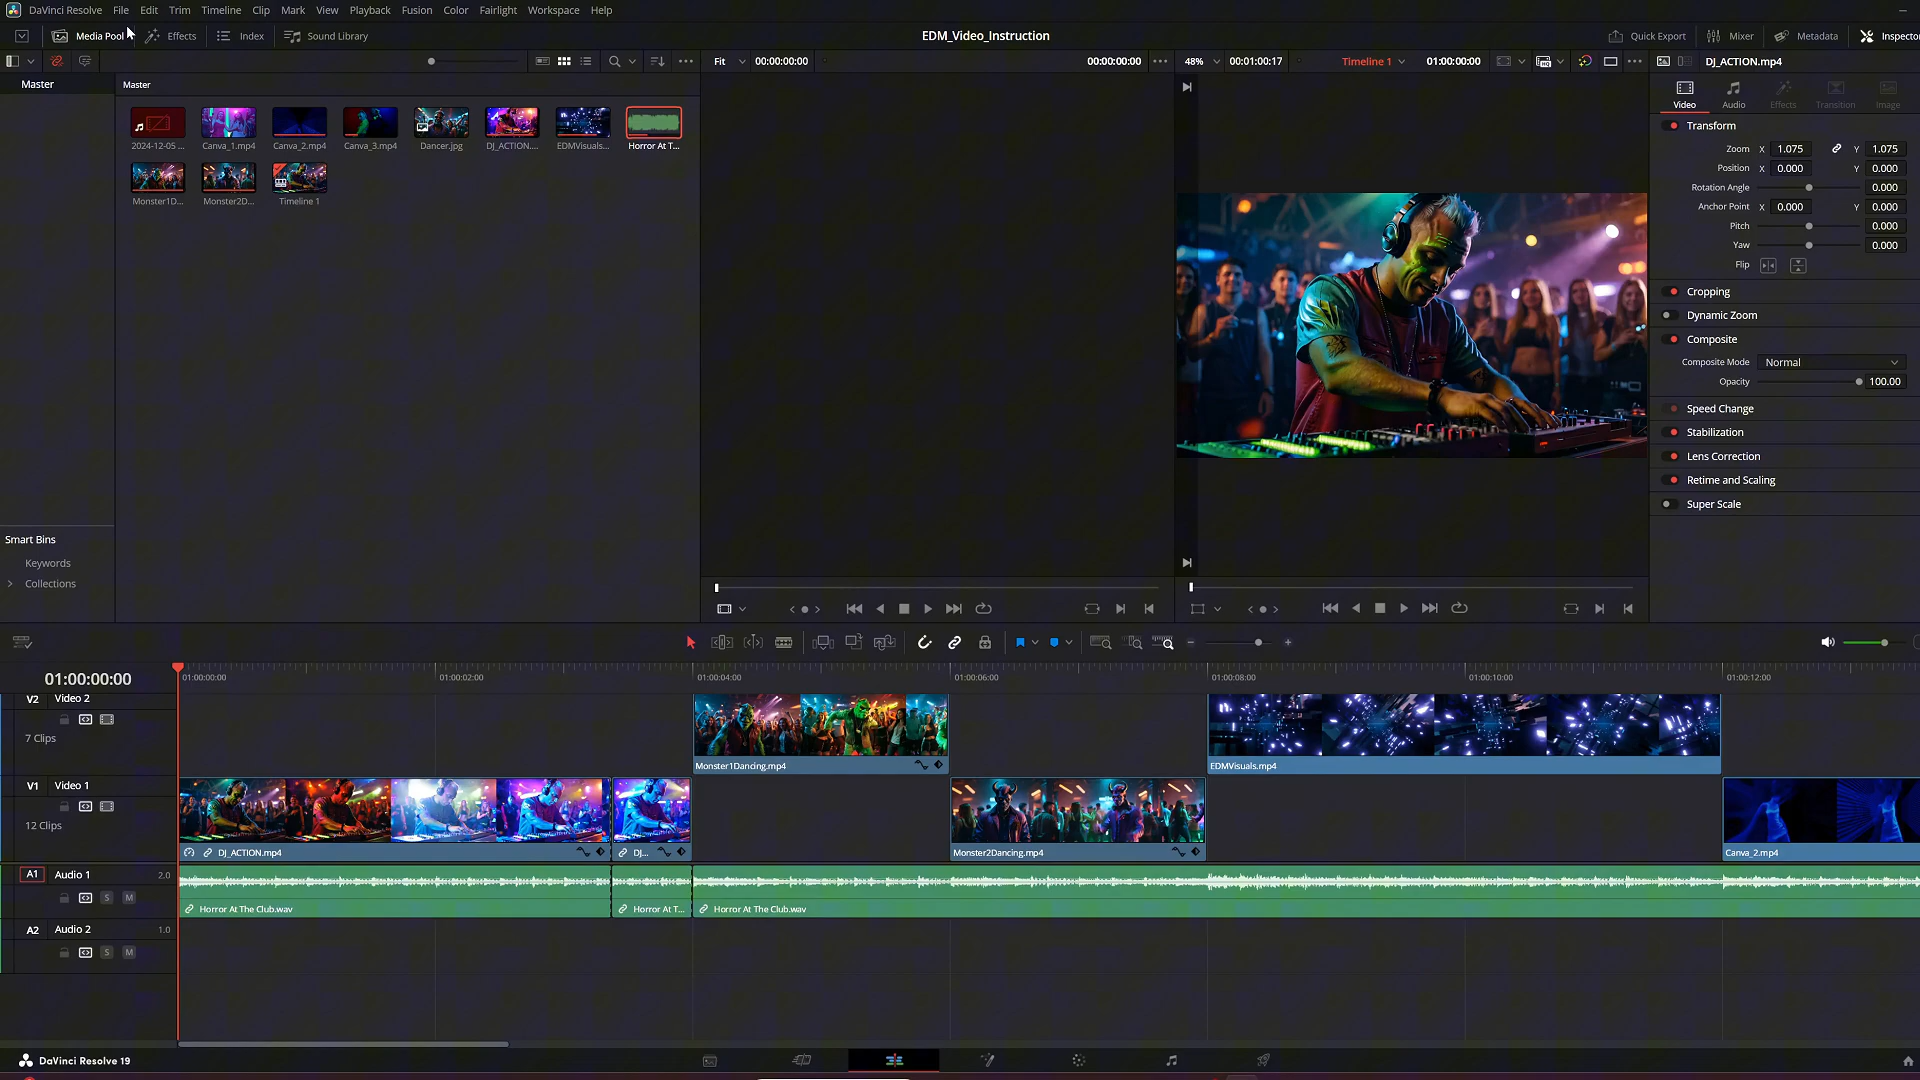 DaVinci Resolve File Edit Trim Timeline Clip Mark View Playback Fusion Color Fairlight Workspace Help
Media Pool Effects Index Sound Library EDM_Video_Instruction Quick Export Mixer Metadata Inspector
Fit 00:00:00:00 00:00:00:00 48% 00:01:00:17 Timeline 1 01:00:00:00 DJ_ACTION.mp4
Master Master
Video Audio Effects Transition Image
2024-12-05 ... Canva_1.mp4 Canva_2.mp4 Canva_3.mp4 Dancer.jpg DJ_ACTION.... EDMVisuals... Horror At T...
Monster1D... Monster2D... Timeline 1
Transform
Zoom X 1.075 Y 1.075
Position X 0.000 Y 0.000
Rotation Angle 0.000
Anchor Point X 0.000 Y 0.000
Pitch 0.000
Yaw 0.000
Flip
Cropping
Dynamic Zoom
Composite
Composite Mode Normal
Opacity 100.00
Speed Change
Stabilization
Lens Correction
Retime and Scaling
Super Scale
Smart Bins
Keywords
Collections
01:00:00:00 01:00:00:00 01:00:02:00 01:00:04:00 01:00:06:00 01:00:08:00 01:00:10:00 01:00:12:00
V2 Video 2
7 Clips
Monster1Dancing.mp4 EDMVisuals.mp4
V1 Video 1
12 Clips
DJ_ACTION.mp4 DJ... Monster2Dancing.mp4 Canva_2.mp4
A1 Audio 1 2.0
S M
Horror At The Club.wav Horror At T... Horror At The Club.wav
A2 Audio 2 1.0
S M
DaVinci Resolve 19